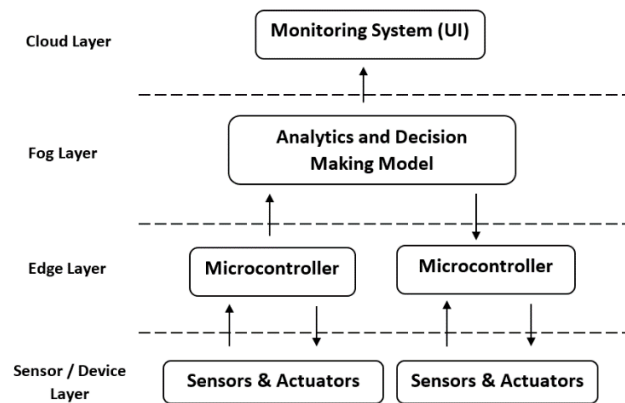 Cloud Layer
Monitoring System (UI)
Fog Layer
Analytics and Decision
Making Model
Edge Layer
Microcontroller
Microcontroller
Sensor / Device
Layer
Sensors & Actuators
Sensors & Actuators